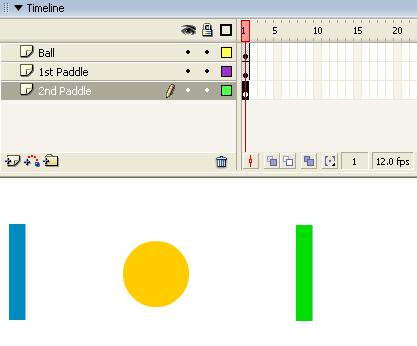 Timeline
1 5 10 15 20
Ball
1st Paddle
2nd Paddle
1 12.0 fps